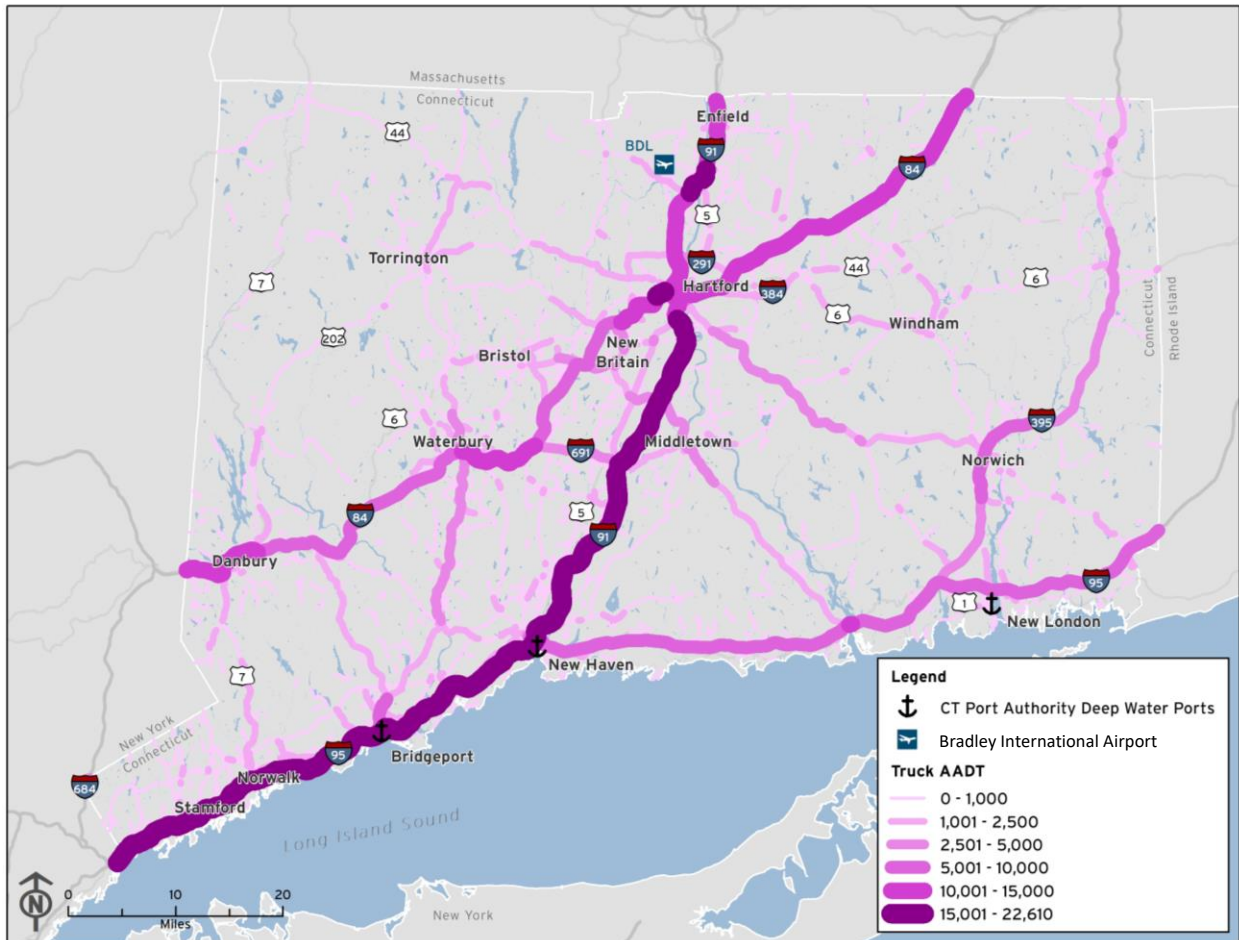 Massachusetts
Connecticut
44
Enfield
BDL
91
84
5
Torrington
291
7
Hartford
44
384
6
Connecticut
Rhode Island
6
202
Windham
New
Britain
Bristol
6
395
Waterbury
Middletown
691
Norwich
5
84
91
Danbury
95
1
New London
New Haven
7
New York
Connecticut
95
Bridgeport
684
Norwalk
Stamford
Long Island Sound
New York
N
0 10 20
Miles
Legend
CT Port Authority Deep Water Ports
Bradley International Airport
Truck AADT
0 - 1,000
1,001 - 2,500
2,501 - 5,000
5,001 - 10,000
10,001 - 15,000
15,001 - 22,610